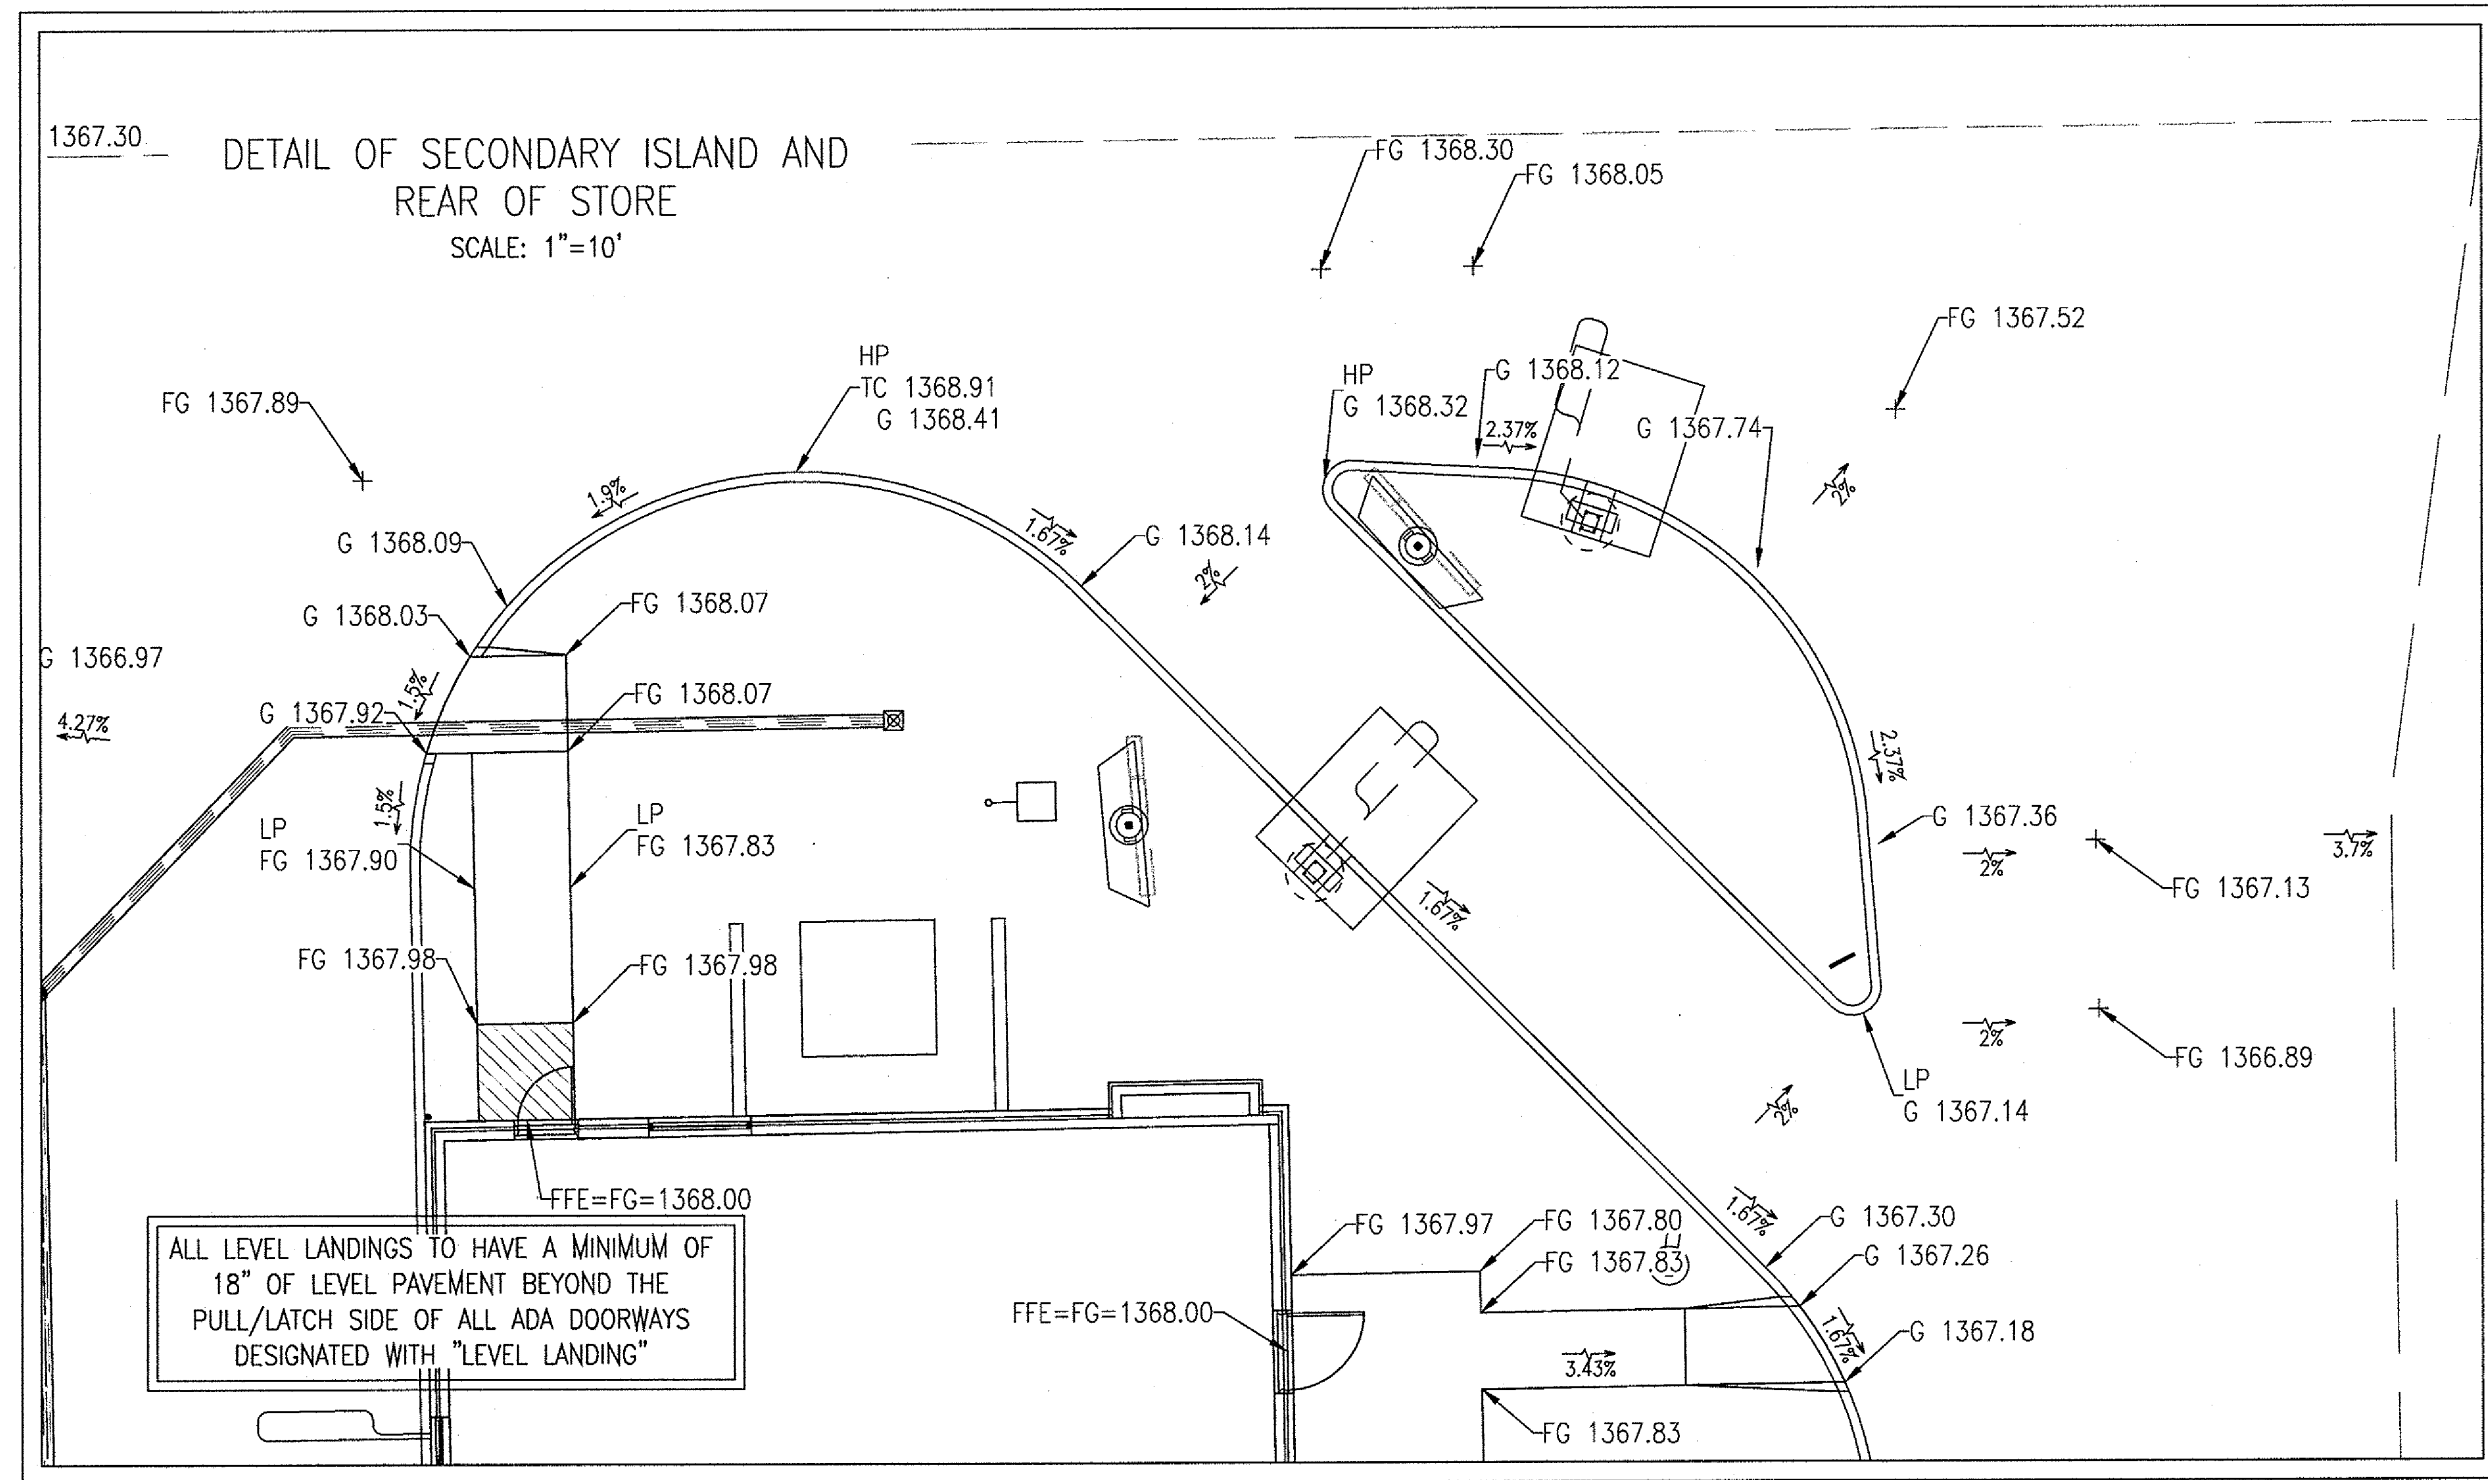 1367.30
DETAIL OF SECONDARY ISLAND AND
REAR OF STORE
SCALE: 1"=10'
FG 1368.30
FG 1368.05
FG 1367.52
HP
TC 1368.91
G 1368.41
FG 1367.89
HP
G 1368.32
G 1368.12
2.37%
G 1367.74
2%
1.9%
1.67%
G 1368.14
2%
G 1368.09
G 1368.03
FG 1368.07
G 1366.97
1.5%
FG 1368.07
G 1367.92
4.27%
2.37%
1.5%
LP
FG 1367.90
LP
FG 1367.83
G 1367.36
2%
3.7%
FG 1367.13
1.67%
FG 1367.98
FG 1367.98
2%
FG 1366.89
LP
G 1367.14
2%
FFE=FG=1368.00
1.67%
G 1367.30
G 1367.26
FG 1367.97
FG 1367.80
FG 1367.83
ALL LEVEL LANDINGS TO HAVE A MINIMUM OF
18" OF LEVEL PAVEMENT BEYOND THE
PULL/LATCH SIDE OF ALL ADA DOORWAYS
DESIGNATED WITH "LEVEL LANDING"
FFE=FG=1368.00
1.67%
G 1367.18
3.43%
FG 1367.83